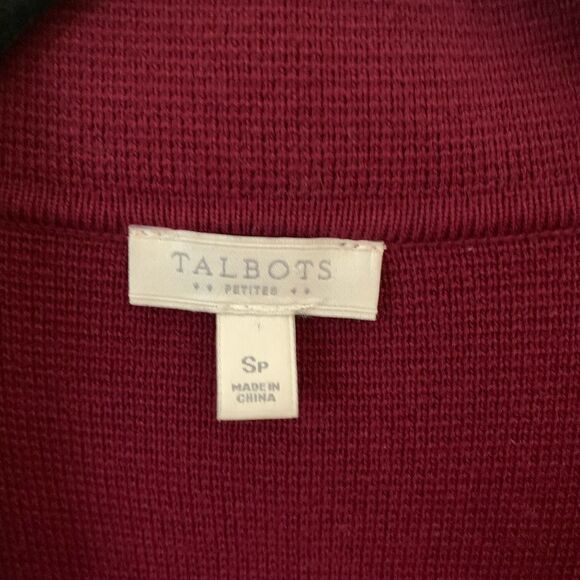 TALBOTS
PETITES
SP
MADE IN
CHINA